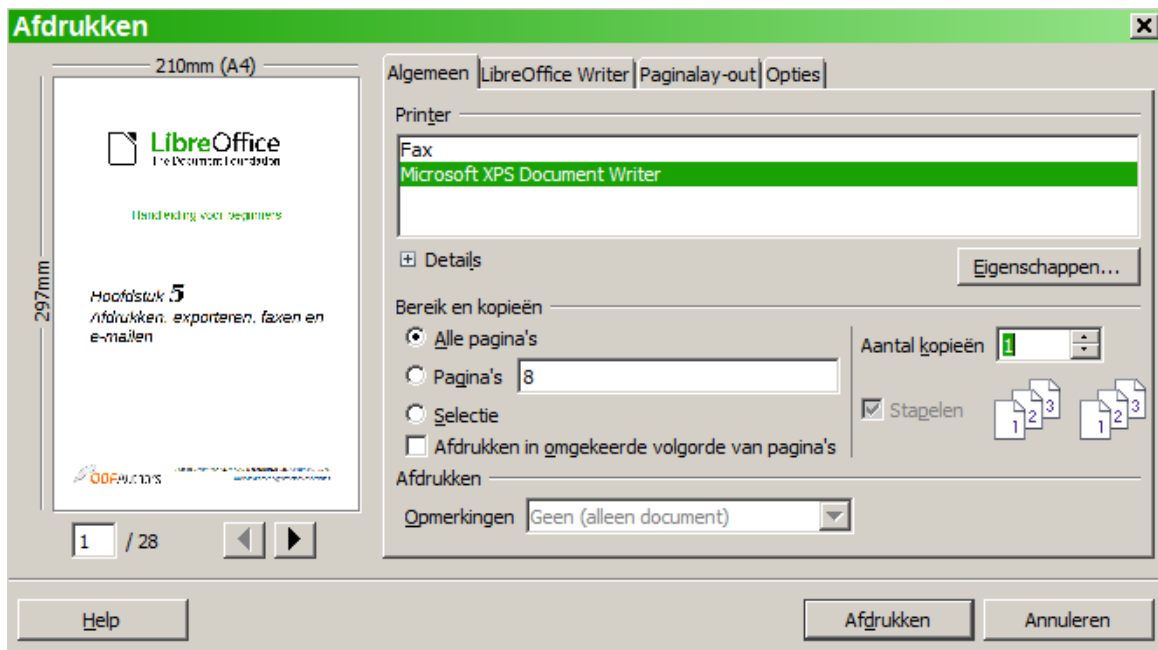 Afdrukken
210mm (A4)
297mm
LibreOffice
The Document Foundation
Handleiding voor beginners
Hoofdstuk 5
Afdrukken, exporteren, faxen en
e-mailen
ODFAuthors
1 / 28
Algemeen LibreOffice Writer Paginalay-out Opties
Printer
Fax
Microsoft XPS Document Writer
Details
Eigenschappen...
Bereik en kopieën
Alle pagina's
Pagina's 8
Selectie
Afdrukken in omgekeerde volgorde van pagina's
Aantal kopieën 1
Stapelen
1 2 3 1 2 3
Afdrukken
Opmerkingen Geen (alleen document)
Help
Afdrukken
Annuleren